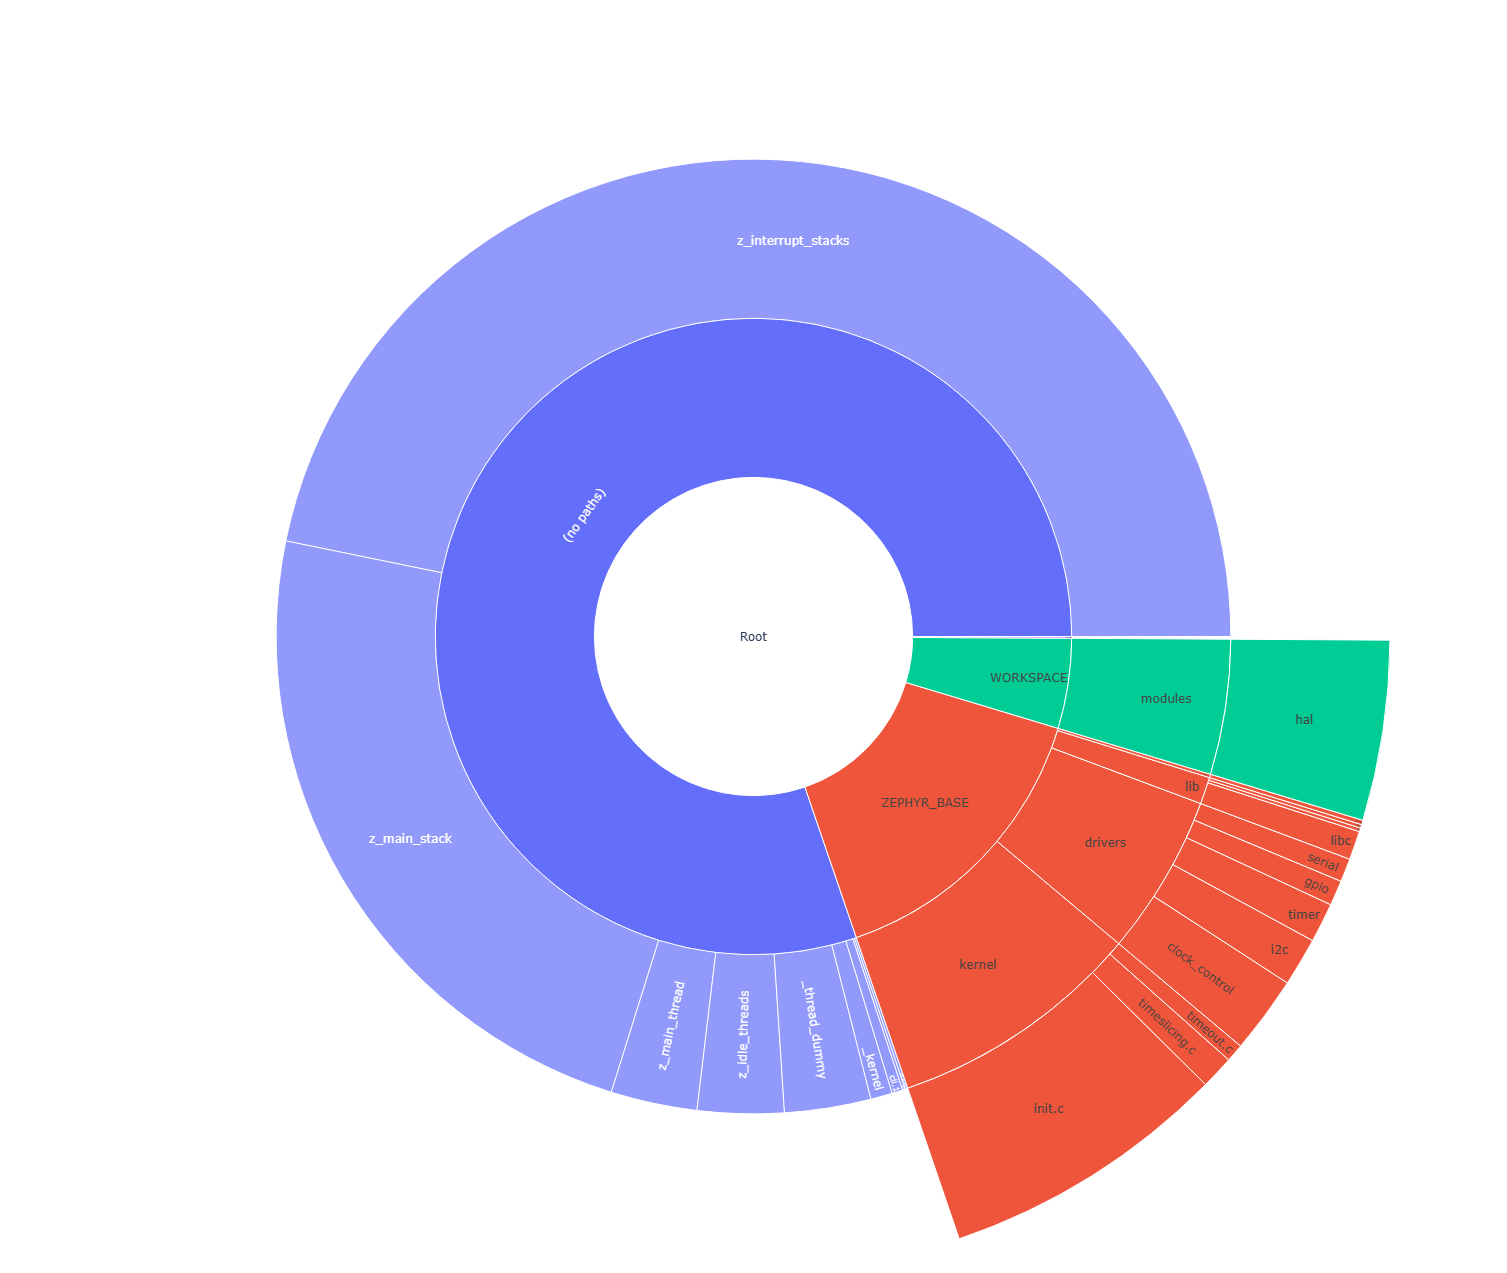 z_interrupt_stacks
(no paths)
Root
WORKSPACE
modules
hal
lib
ZEPHYR_BASE
drivers
libc
z_main_stack
serial
gpio
timer
i2c
clock_control
kernel
timeout.c
timeslicing.c
z_main_thread
z_idle_threads
_thread_dummy
_kernel
init.c